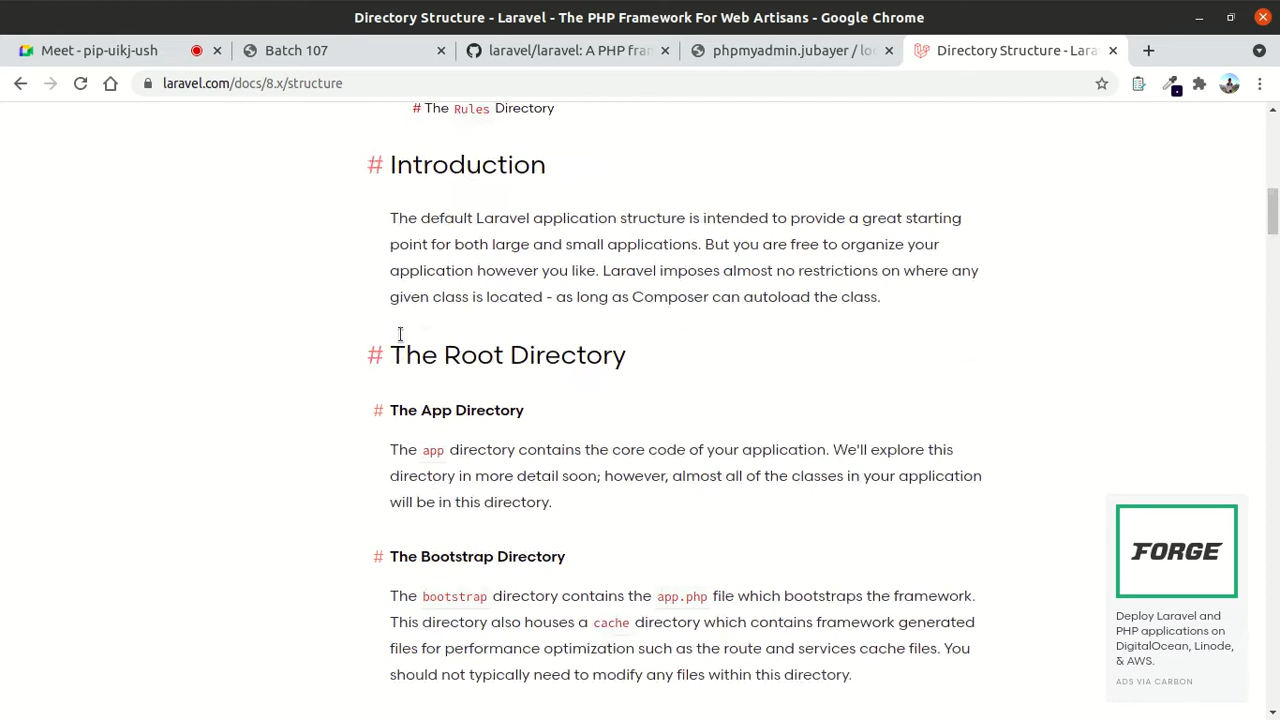 Directory Structure - Laravel - The PHP Framework For Web Artisans - Google Chrome
Meet - pip-uikj-ush
Batch 107
laravel/laravel: A PHP fran
phpmyadmin.jubayer / loc
Directory Structure - Lara
laravel.com/docs/8.x/structure
# The Rules Directory
# Introduction
The default Laravel application structure is intended to provide a great starting
point for both large and small applications. But you are free to organize your
application however you like. Laravel imposes almost no restrictions on where any
given class is located - as long as Composer can autoload the class.
# The Root Directory
# The App Directory
The app directory contains the core code of your application. We'll explore this
directory in more detail soon; however, almost all of the classes in your application
will be in this directory.
# The Bootstrap Directory
The bootstrap directory contains the app.php file which bootstraps the framework.
This directory also houses a cache directory which contains framework generated
files for performance optimization such as the route and services cache files. You
should not typically need to modify any files within this directory.
FORGE
Deploy Laravel and
PHP applications on
DigitalOcean, Linode,
& AWS.
ADS VIA CARBON